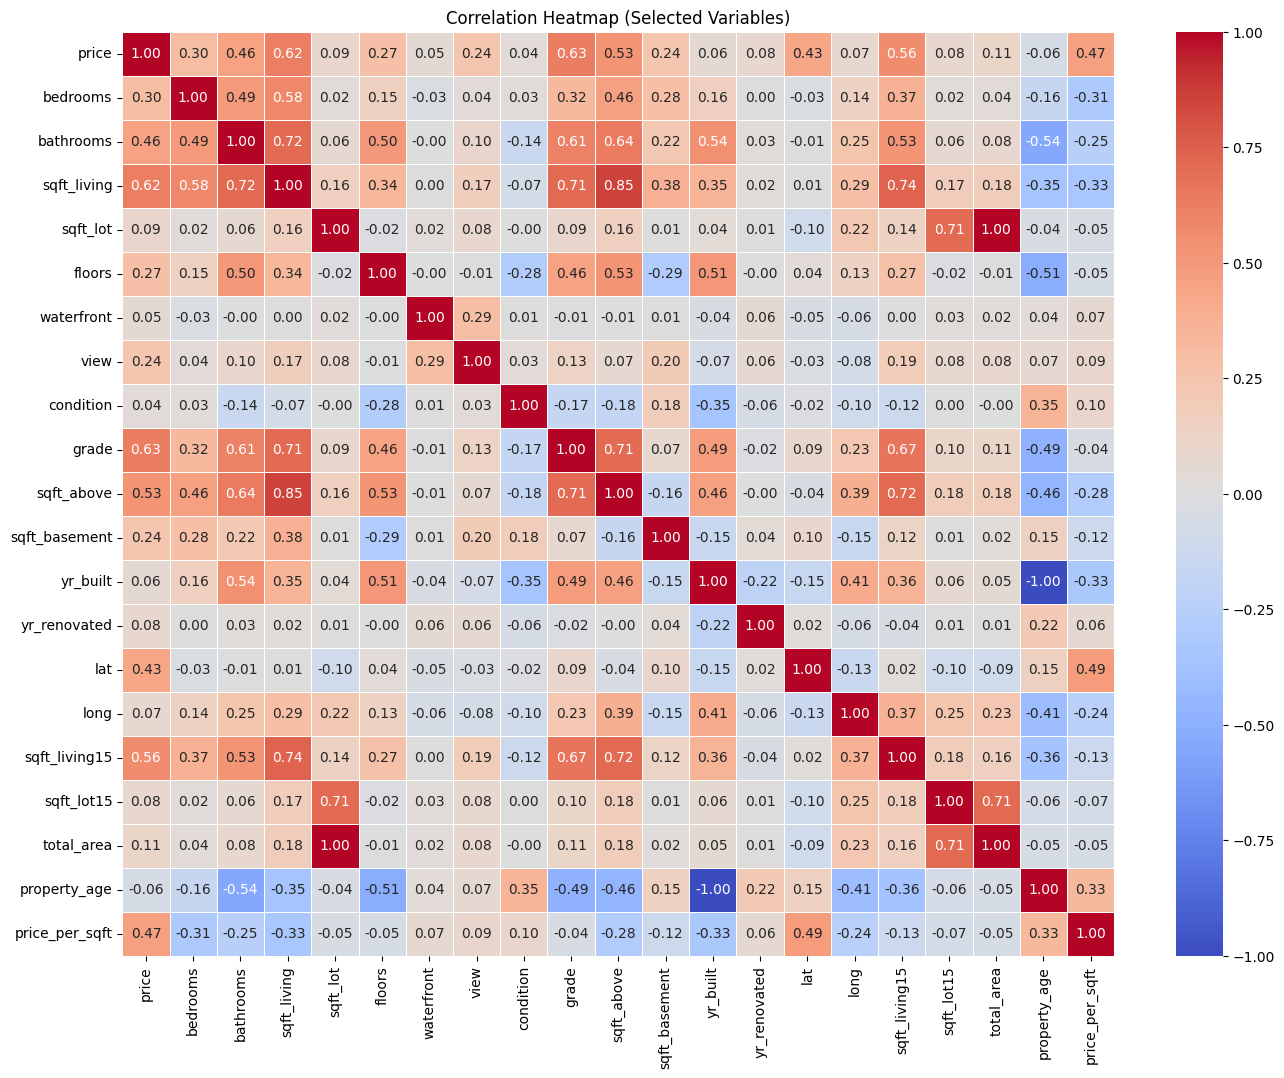 Correlation Heatmap (Selected Variables)
price 1.00 0.30 0.46 0.62 0.09 0.27 0.05 0.24 0.04 0.63 0.53 0.24 0.06 0.08 0.43 0.07 0.56 0.08 0.11 -0.06 0.47
bedrooms 0.30 1.00 0.49 0.58 0.02 0.15 -0.03 0.04 0.03 0.32 0.46 0.28 0.16 0.00 -0.03 0.14 0.37 0.02 0.04 -0.16 -0.31
bathrooms 0.46 0.49 1.00 0.72 0.06 0.50 -0.00 0.10 -0.14 0.61 0.64 0.22 0.54 0.03 -0.01 0.25 0.53 0.06 0.08 -0.54 -0.25
sqft_living 0.62 0.58 0.72 1.00 0.16 0.34 0.00 0.17 -0.07 0.71 0.85 0.38 0.35 0.02 0.01 0.29 0.74 0.17 0.18 -0.35 -0.33
sqft_lot 0.09 0.02 0.06 0.16 1.00 -0.02 0.02 0.08 -0.00 0.09 0.16 0.01 0.04 0.01 -0.10 0.22 0.14 0.71 1.00 -0.04 -0.05
floors 0.27 0.15 0.50 0.34 -0.02 1.00 -0.00 -0.01 -0.28 0.46 0.53 -0.29 0.51 -0.00 0.04 0.13 0.27 -0.02 -0.01 -0.51 -0.05
waterfront 0.05 -0.03 -0.00 0.00 0.02 -0.00 1.00 0.29 0.01 -0.01 -0.01 0.01 -0.04 0.06 -0.05 -0.06 0.00 0.03 0.02 0.04 0.07
view 0.24 0.04 0.10 0.17 0.08 -0.01 0.29 1.00 0.03 0.13 0.07 0.20 -0.07 0.06 -0.03 -0.08 0.19 0.08 0.08 0.07 0.09
condition 0.04 0.03 -0.14 -0.07 -0.00 -0.28 0.01 0.03 1.00 -0.17 -0.18 0.18 -0.35 -0.06 -0.02 -0.10 -0.12 0.00 -0.00 0.35 0.10
grade 0.63 0.32 0.61 0.71 0.09 0.46 -0.01 0.13 -0.17 1.00 0.71 0.07 0.49 -0.02 0.09 0.23 0.67 0.10 0.11 -0.49 -0.04
sqft_above 0.53 0.46 0.64 0.85 0.16 0.53 -0.01 0.07 -0.18 0.71 1.00 -0.16 0.46 -0.00 -0.04 0.39 0.72 0.18 0.18 -0.46 -0.28
sqft_basement 0.24 0.28 0.22 0.38 0.01 -0.29 0.01 0.20 0.18 0.07 -0.16 1.00 -0.15 0.04 0.10 -0.15 0.12 0.01 0.02 0.15 -0.12
yr_built 0.06 0.16 0.54 0.35 0.04 0.51 -0.04 -0.07 -0.35 0.49 0.46 -0.15 1.00 -0.22 -0.15 0.41 0.36 0.06 0.05 -1.00 -0.33
yr_renovated 0.08 0.00 0.03 0.02 0.01 -0.00 0.06 0.06 -0.06 -0.02 -0.00 0.04 -0.22 1.00 0.02 -0.06 -0.04 0.01 0.01 0.22 0.06
lat 0.43 -0.03 -0.01 0.01 -0.10 0.04 -0.05 -0.03 -0.02 0.09 -0.04 0.10 -0.15 0.02 1.00 -0.13 0.02 -0.10 -0.09 0.15 0.49
long 0.07 0.14 0.25 0.29 0.22 0.13 -0.06 -0.08 -0.10 0.23 0.39 -0.15 0.41 -0.06 -0.13 1.00 0.37 0.25 0.23 -0.41 -0.24
sqft_living15 0.56 0.37 0.53 0.74 0.14 0.27 0.00 0.19 -0.12 0.67 0.72 0.12 0.36 -0.04 0.02 0.37 1.00 0.18 0.16 -0.36 -0.13
sqft_lot15 0.08 0.02 0.06 0.17 0.71 -0.02 0.03 0.08 0.00 0.10 0.18 0.01 0.06 0.01 -0.10 0.25 0.18 1.00 0.71 -0.06 -0.07
total_area 0.11 0.04 0.08 0.18 1.00 -0.01 0.02 0.08 -0.00 0.11 0.18 0.02 0.05 0.01 -0.09 0.23 0.16 0.71 1.00 -0.05 -0.05
property_age -0.06 -0.16 -0.54 -0.35 -0.04 -0.51 0.04 0.07 0.35 -0.49 -0.46 0.15 -1.00 0.22 0.15 -0.41 -0.36 -0.06 -0.05 1.00 0.33
price_per_sqft 0.47 -0.31 -0.25 -0.33 -0.05 -0.05 0.07 0.09 0.10 -0.04 -0.28 -0.12 -0.33 0.06 0.49 -0.24 -0.13 -0.07 -0.05 0.33 1.00
price bedrooms bathrooms sqft_living sqft_lot floors waterfront view condition grade sqft_above sqft_basement yr_built yr_renovated lat long sqft_living15 sqft_lot15 total_area property_age price_per_sqft
1.00
0.75
0.50
0.25
0.00
−0.25
−0.50
−0.75
−1.00